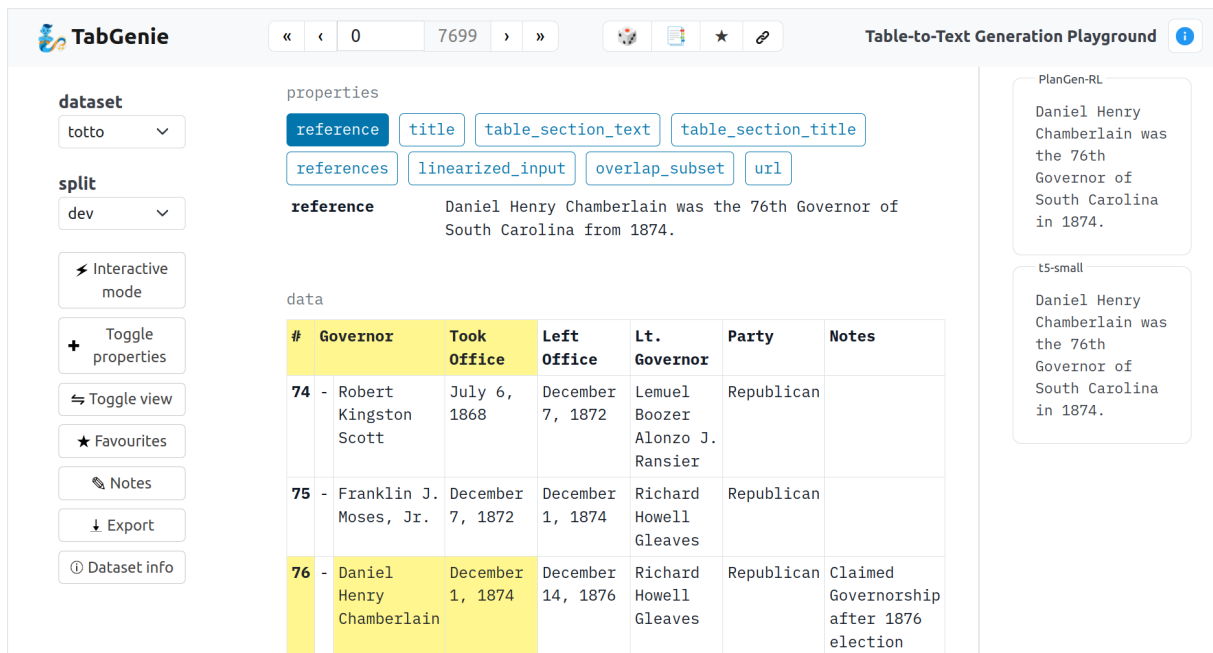 TabGenie
« ‹ 0 7699 › »
★
Table-to-Text Generation Playground
i
dataset
totto
split
dev
Interactive
mode
Toggle
properties
Toggle view
★ Favourites
Notes
Export
Dataset info
properties
reference title table_section_text table_section_title
references linearized_input overlap_subset url
reference Daniel Henry Chamberlain was the 76th Governor of
South Carolina from 1874.
data
# Governor Took Left Lt. Party Notes
Office Office Governor
74 - Robert July 6, December Lemuel Republican
Kingston 1868 7, 1872 Boozer
Scott Alonzo J.
Ransier
75 - Franklin J. December December Richard Republican
Moses, Jr. 7, 1872 1, 1874 Howell
Gleaves
76 - Daniel December December Richard Republican Claimed
Henry 1, 1874 14, 1876 Howell Governorship
Chamberlain Gleaves after 1876
election
PlanGen-RL
Daniel Henry
Chamberlain was
the 76th
Governor of
South Carolina
in 1874.
t5-small
Daniel Henry
Chamberlain was
the 76th
Governor of
South Carolina
in 1874.